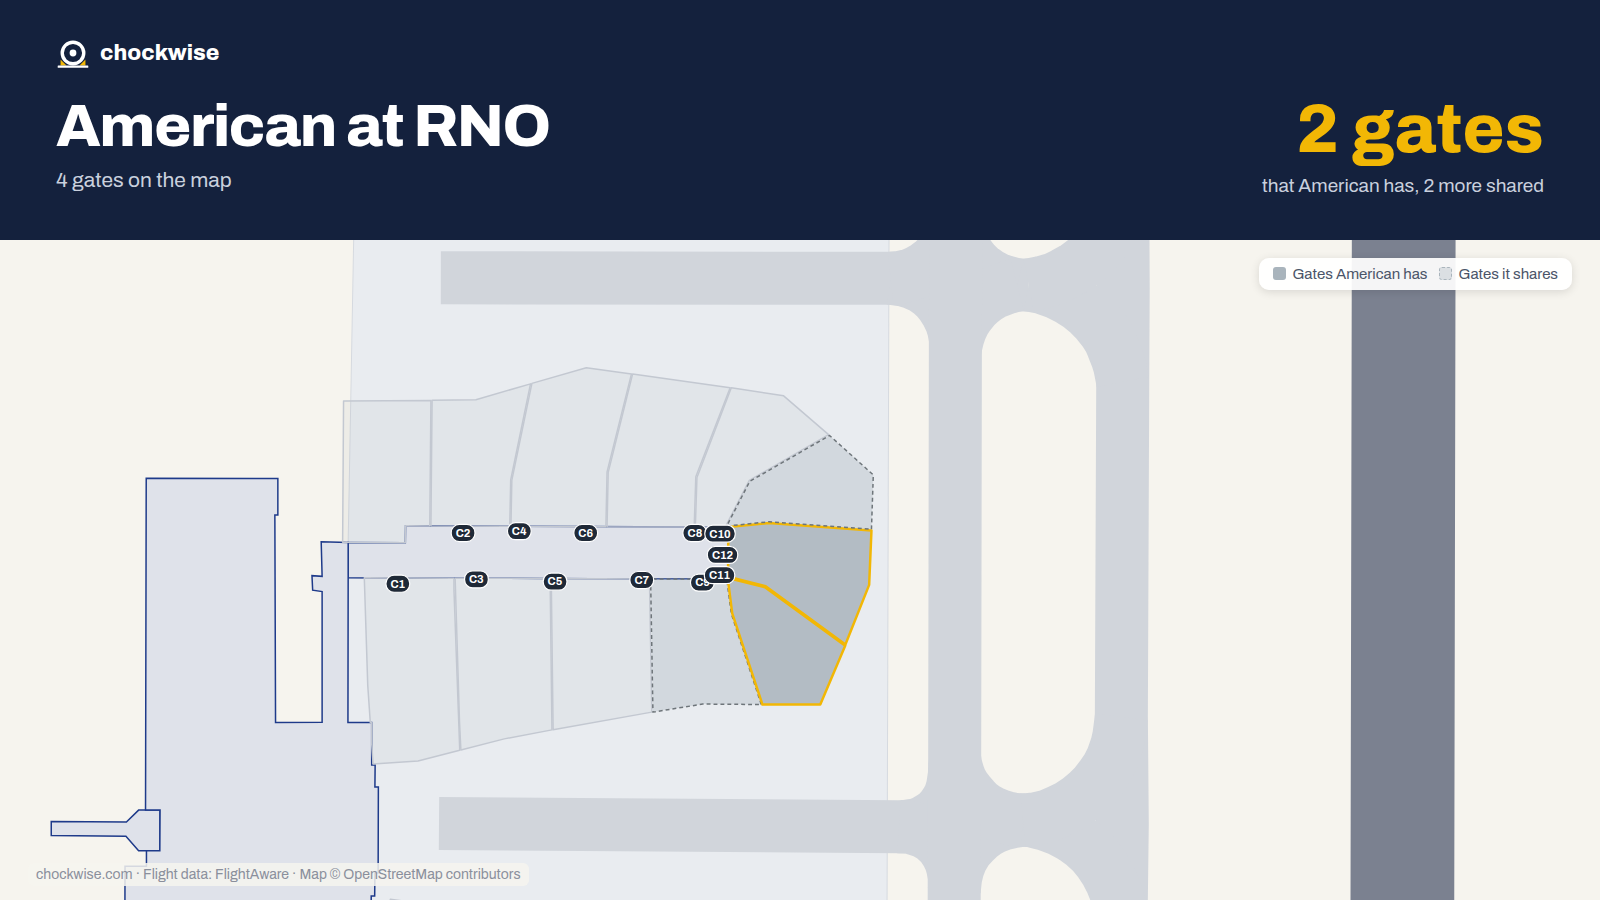 chockwise
American at RNO
4 gates on the map
2 gates
that American has, 2 more shared
Gates American has
Gates it shares
C2
C4
C6
C8
C10
C12
C11
C1
C3
C5
C7
chockwise.com · Flight data: FlightAware · Map © OpenStreetMap contributors